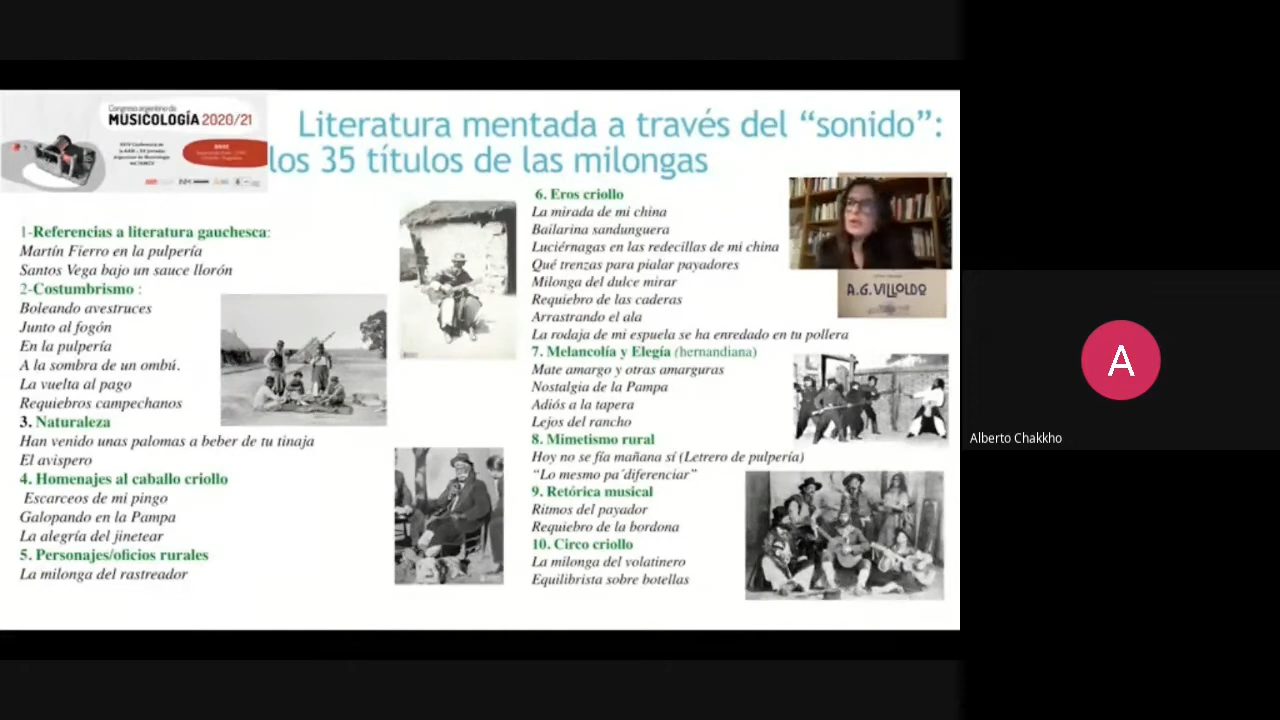 Congreso argentino de
MUSICOLOGÍA 2020/21
Literatura mentada a través del “sonido”:
los 35 títulos de las milongas
1-Referencias a literatura gauchesca:
Martín Fierro en la pulpería
Santos Vega bajo un sauce llorón
2-Costumbrismo :
Boleando avestruces
Junto al fogón
En la pulpería
A la sombra de un ombú.
La vuelta al pago
Requiebros campechanos
3. Naturaleza
Han venido unas palomas a beber de tu tinaja
El avispero
4. Homenajes al caballo criollo
Escarceos de mi pingo
Galopando en la Pampa
La alegría del jinetear
5. Personajes/oficios rurales
La milonga del rastreador
6. Eros criollo
La mirada de mi china
Bailarina sandunguera
Luciérnagas en las redecillas de mi china
Qué trenzas para pialar payadores
Milonga del dulce mirar
Requiebro de las caderas
Arrastrando el ala
La rodaja de mi espuela se ha enredado en tu pollera
7. Melancolía y Elegía (hernandiana)
Mate amargo y otras amarguras
Nostalgia de la Pampa
Adiós a la tapera
Lejos del rancho
8. Mimetismo rural
Hoy no se fía mañana sí (Letrero de pulpería)
“Lo mesmo pa´diferenciar”
9. Retórica musical
Ritmos del payador
Requiebro de la bordona
10. Circo criollo
La milonga del volatinero
Equilibrista sobre botellas
A.G. VILLOLDO
A
Alberto Chakkho